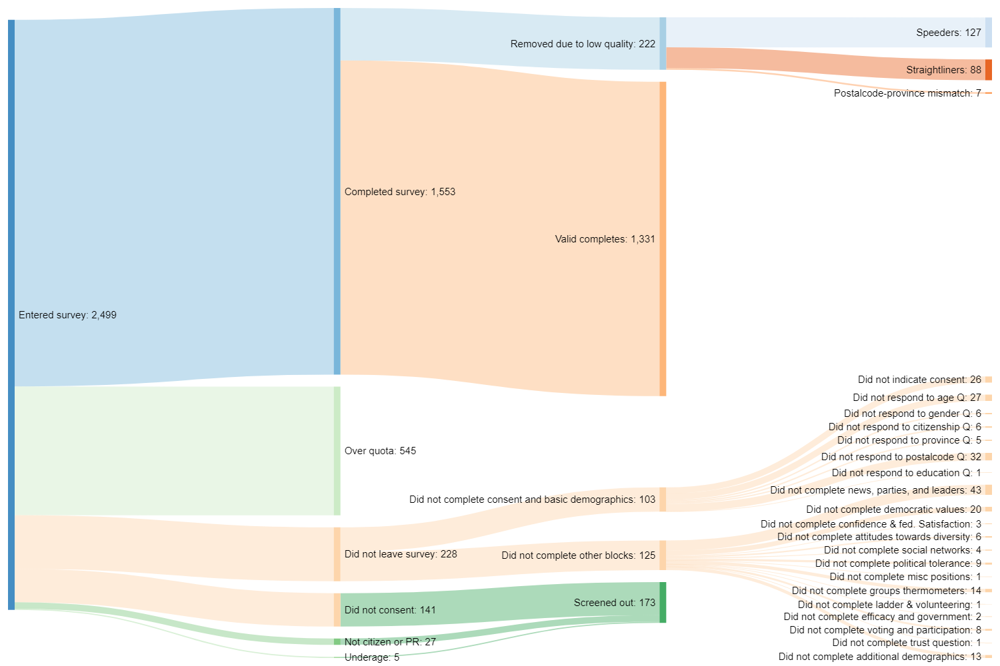 Entered survey: 2,499
Completed survey: 1,553
Over quota: 545
Did not leave survey: 228
Did not consent: 141
Not citizen or PR: 27
Underage: 5
Removed due to low quality: 222
Valid completes: 1,331
Did not complete consent and basic demographics: 103
Did not complete other blocks: 125
Screened out: 173
Speeders: 127
Straightliners: 88
Postalcode-province mismatch: 7
Did not indicate consent: 26
Did not respond to age Q: 27
Did not respond to gender Q: 6
Did not respond to citizenship Q: 6
Did not respond to province Q: 5
Did not respond to postalcode Q: 32
Did not respond to education Q: 1
Did not complete news, parties, and leaders: 43
Did not complete democratic values: 20
Did not complete confidence & fed. Satisfaction: 3
Did not complete attitudes towards diversity: 6
Did not complete social networks: 4
Did not complete political tolerance: 9
Did not complete misc positions: 1
Did not complete groups thermometers: 14
Did not complete ladder & volunteering: 1
Did not complete efficacy and government: 2
Did not complete voting and participation: 8
Did not complete trust question: 1
Did not complete additional demographics: 13